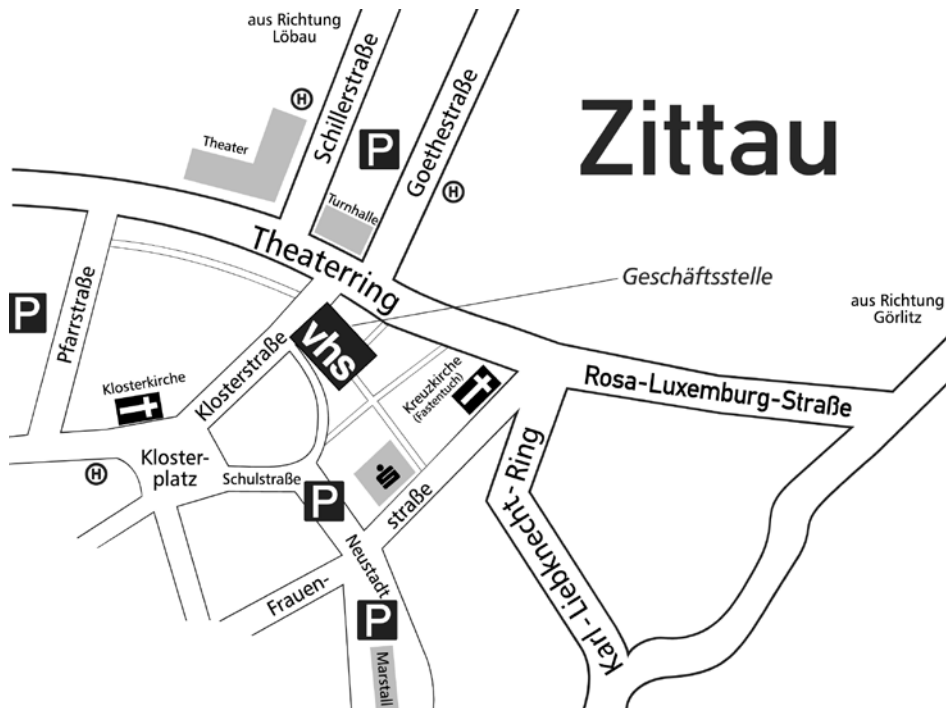 aus Richtung
Löbau
Zittau
H
Schillerstraße
P
Goethestraße
Theater
H
Turnhalle
Theaterring
Geschäftsstelle
aus Richtung
Görlitz
P
Pfarrstraße
vhs
Klosterstraße
Klosterkirche
Kreuzkirche
(Fastentuch)
Rosa-Luxemburg-Straße
Kloster-
platz
H
Schulstraße
P
straße
Karl-Liebknecht-Ring
Neustadt
Frauen-
P
Marstall